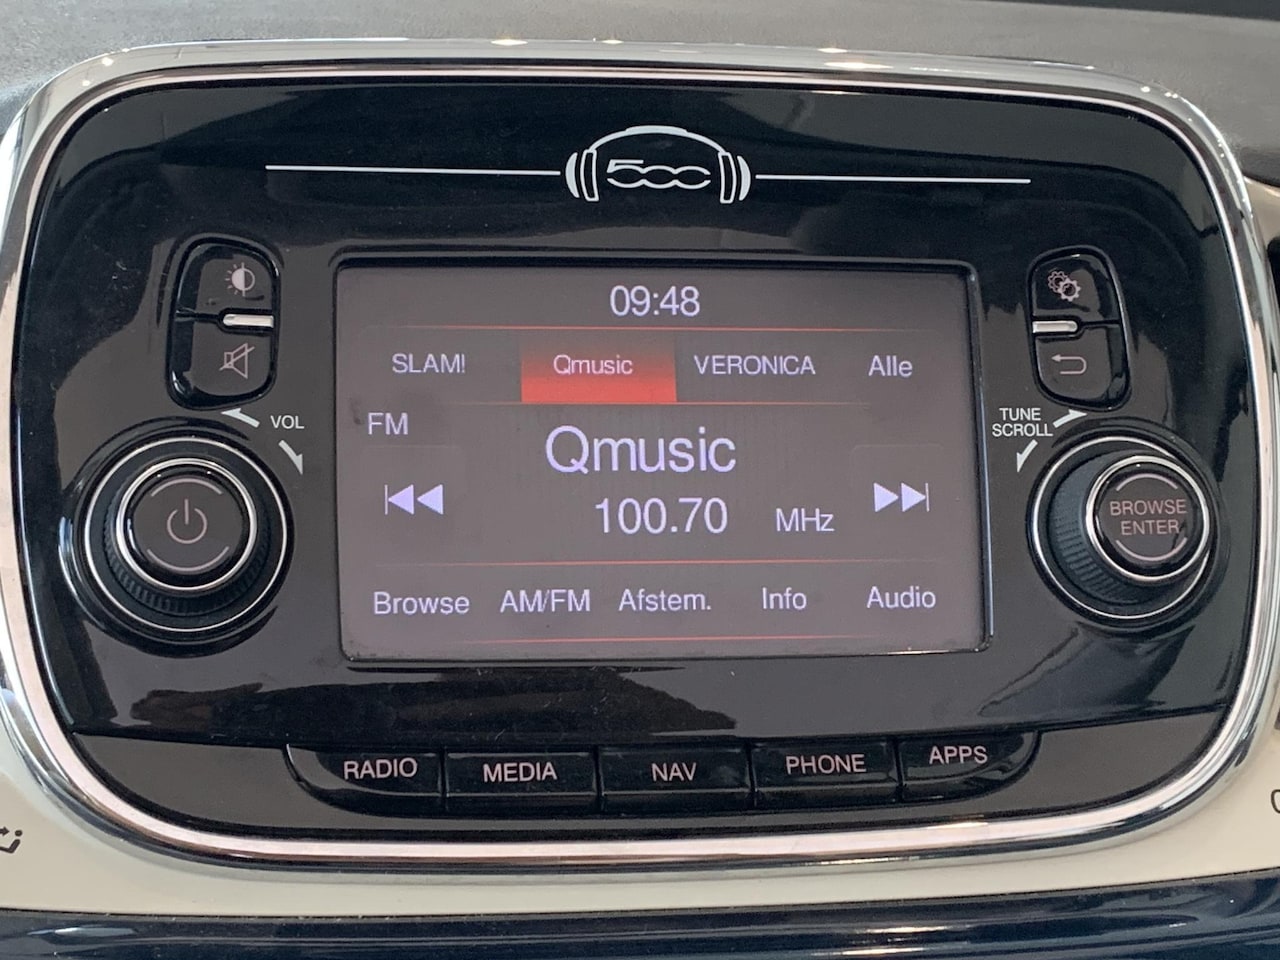 500
09:48
SLAM! Qmusic VERONICA Alle
FM
Qmusic
100.70 MHz
Browse AM/FM Afstem. Info Audio
VOL
TUNE
SCROLL
BROWSE
ENTER
RADIO MEDIA NAV PHONE APPS